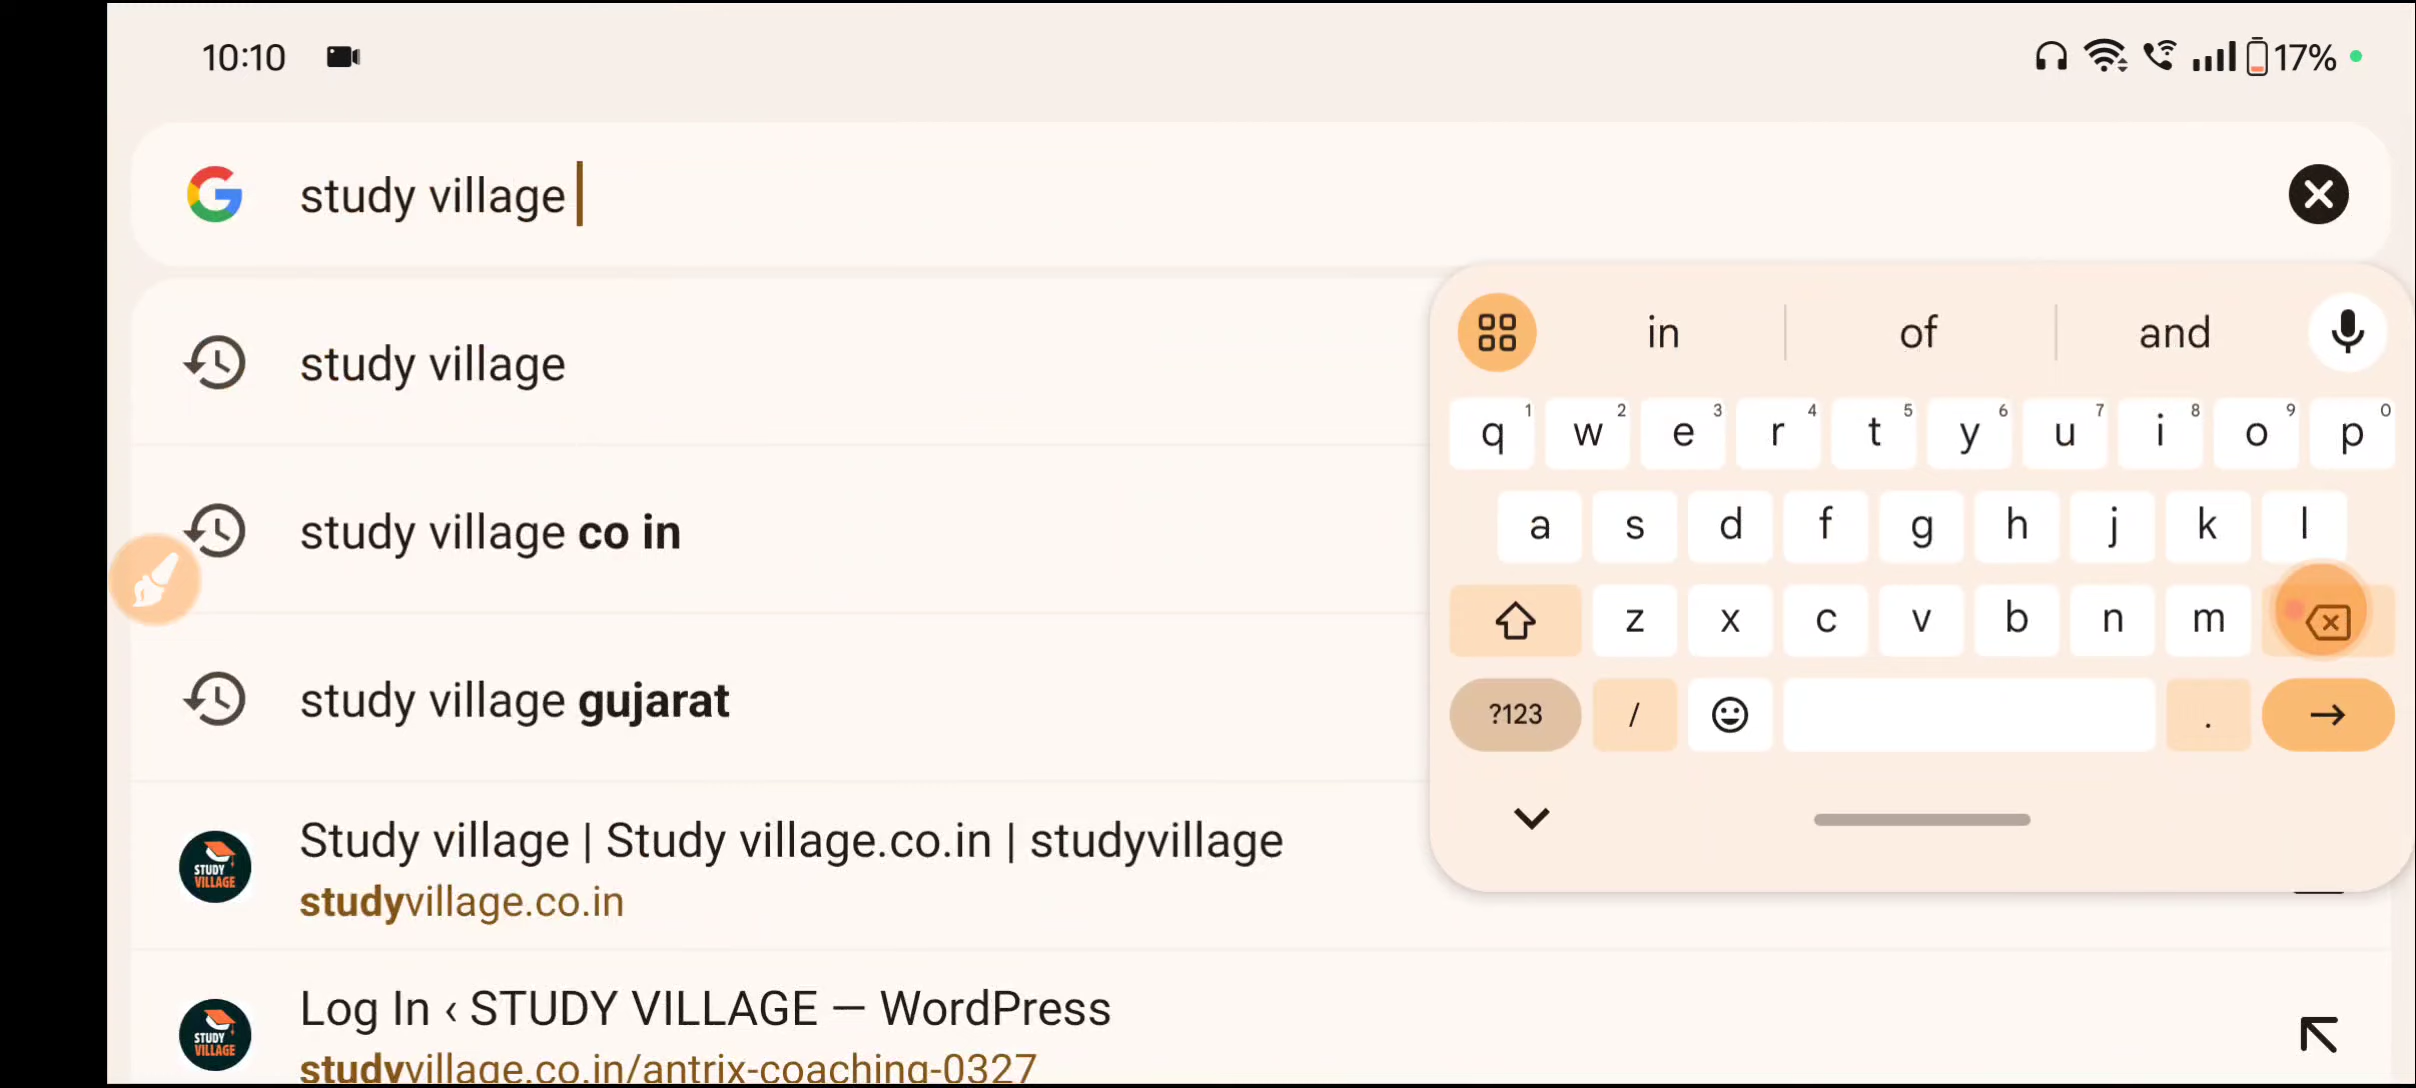 10:10
17%
study village
study village
study village co in
study village gujarat
Study village | Study village.co.in | studyvillage
studyvillage.co.in
Log In ‹ STUDY VILLAGE — WordPress
studyvillage.co.in/antrix-coaching-0327
STUDY
VILLAGE
STUDY
VILLAGE
in of and
q 1 w 2 e 3 r 4 t 5 y 6 u 7 i 8 o 9 p 0
a s d f g h j k l
z x c v b n m
?123 / .